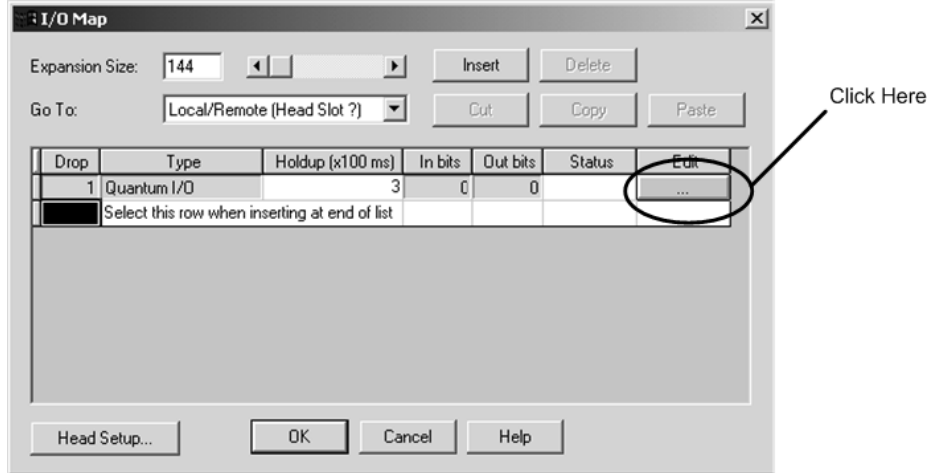 I/O Map
Expansion Size: 144 Insert Delete
Click Here
Go To: Local/Remote (Head Slot ?) Cut Copy Paste
Drop Type Holdup (x100 ms) In bits Out bits Status Edit
1 Quantum I/O 3 0 0 ...
Select this row when inserting at end of list
Head Setup... OK Cancel Help